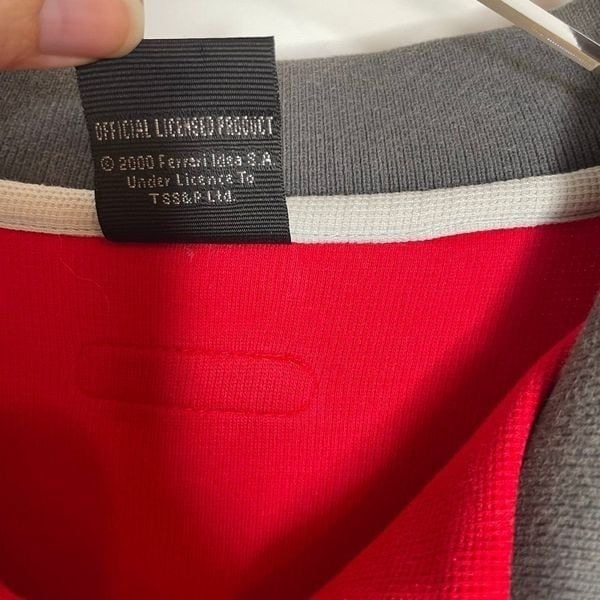 OFFICIAL LICENSED PRODUCT
© 2000 Ferrari Idea S.A.
Under Licence To
TSS&P Ltd.